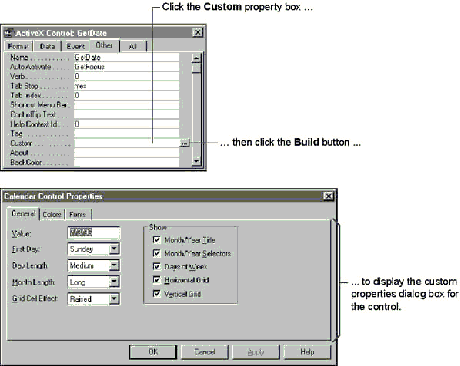 Click the Custom property box ...
ActiveX Control: GetDate
Format Data Event Other All
Name GetDate
Auto Activate GetFocus
Verb 0
Tab Stop Yes
Tab Index 0
Shortcut Menu Bar
ControlTip Text
Help Context Id 0
Tag
Custom ...
... then click the Build button ...
About
Back Color
Calendar Control Properties
General Colors Fonts
Value:
Show
First Day: Sunday
Month/Year Title
Day Length: Medium
Month/Year Selectors
Month Length: Long
Days of Week
Horizontal Grid
Grid Cell Effect: Raised
Vertical Grid
... to display the custom
properties dialog box for
the control.
OK Cancel Apply Help